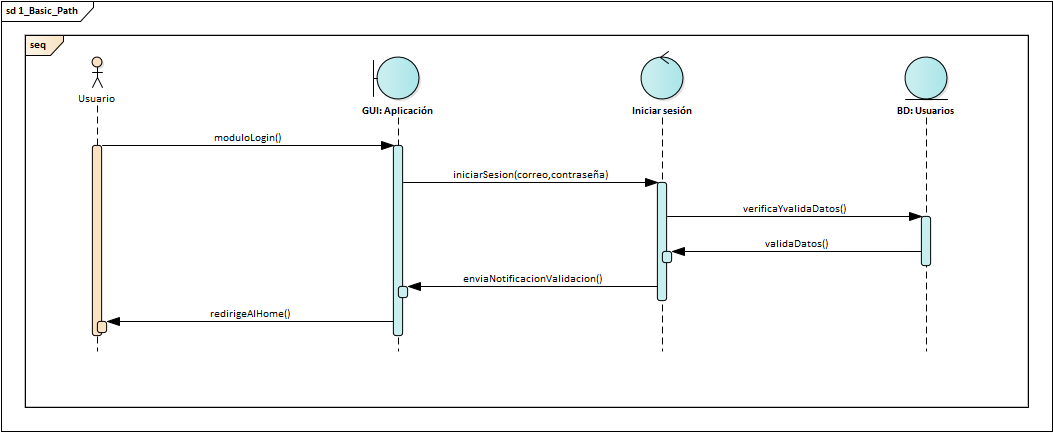 sd 1_Basic_Path
seq
Usuario
GUI: Aplicación
Iniciar sesión
BD: Usuarios
moduloLogin()
iniciarSesion(correo,contraseña)
verificaYvalidaDatos()
validaDatos()
enviaNotificacionValidacion()
redirigeAlHome()